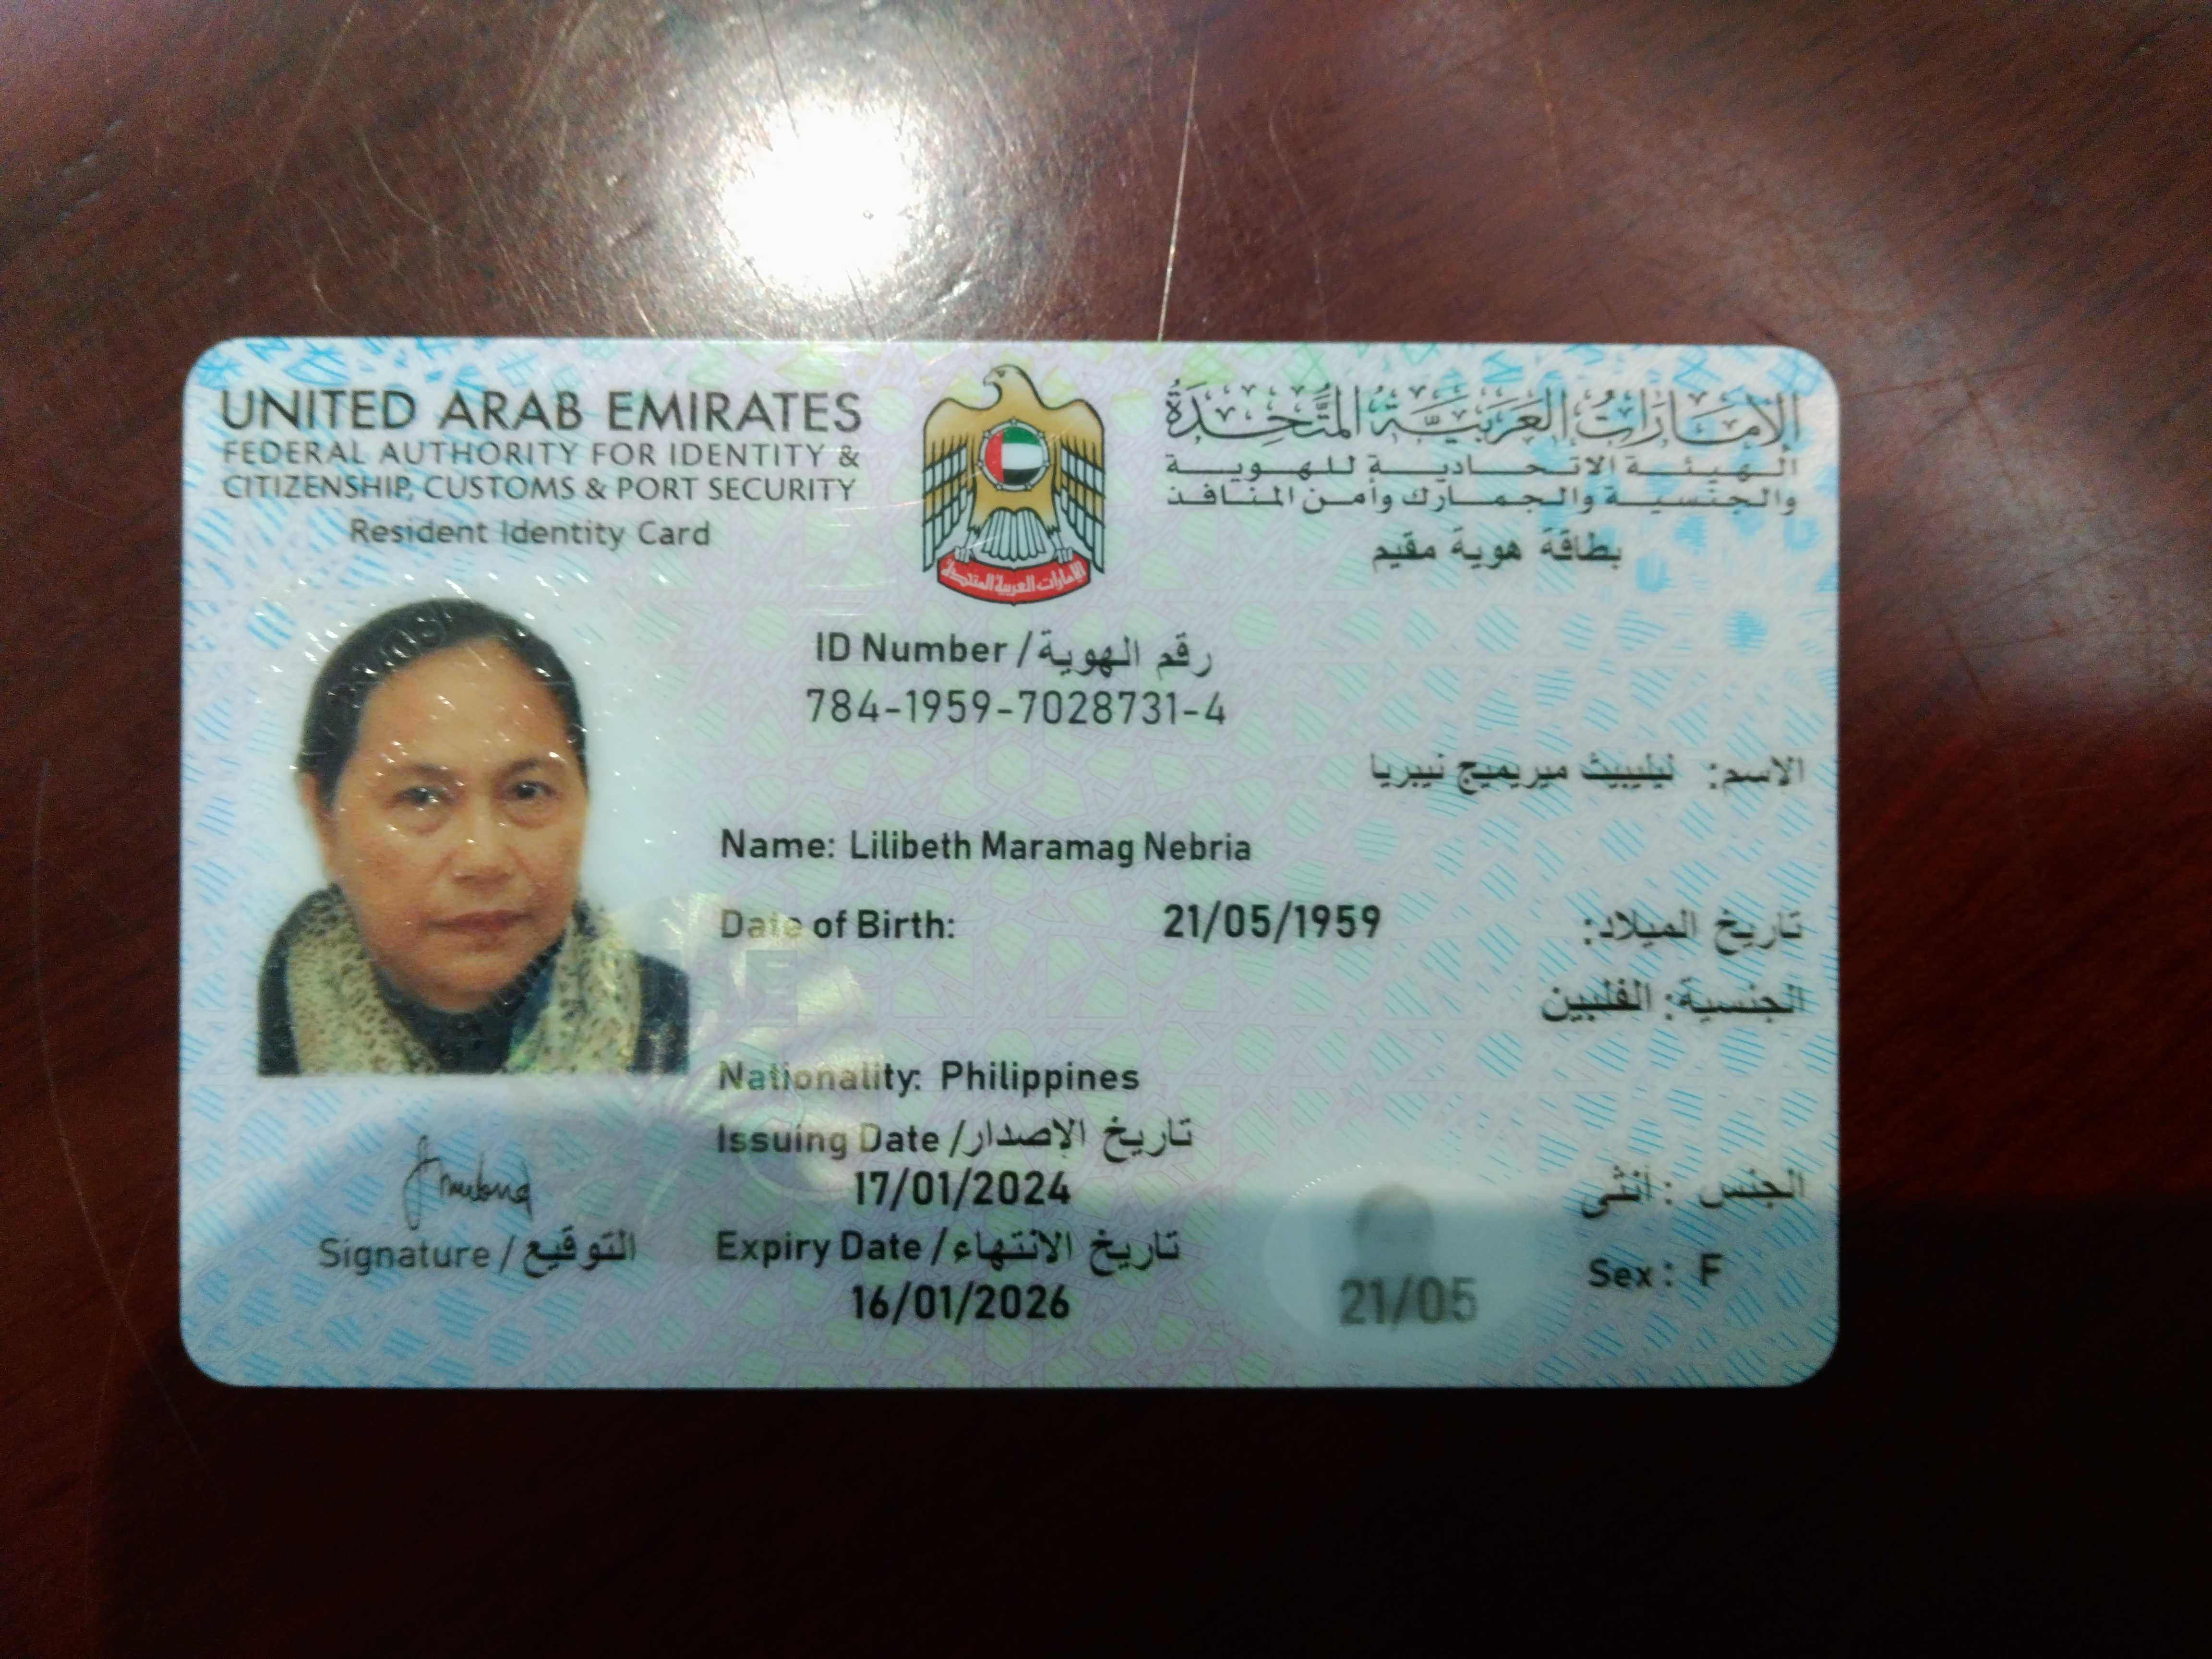 UNITED ARAB EMIRATES
FEDERAL AUTHORITY FOR IDENTITY &
CITIZENSHIP, CUSTOMS & PORT SECURITY
Resident Identity Card
الإمارات العربية المتحدة
الهيئة الاتحادية للهوية
والجنسية والجمارك وأمن المنافذ
بطاقة هوية مقيم
الإمارات العربية المتحدة
ID Number / رقم الهوية
784-1959-7028731-4
الاسم: ليليبيث ميريميج نيبريا
Name: Lilibeth Maramag Nebria
Date of Birth: 21/05/1959 تاريخ الميلاد:
الجنسية: الفلبين
Nationality: Philippines
Issuing Date / تاريخ الإصدار
17/01/2024
Expiry Date / تاريخ الانتهاء
16/01/2026
الجنس : أنثى
Sex: F
21/05
Signature / التوقيع